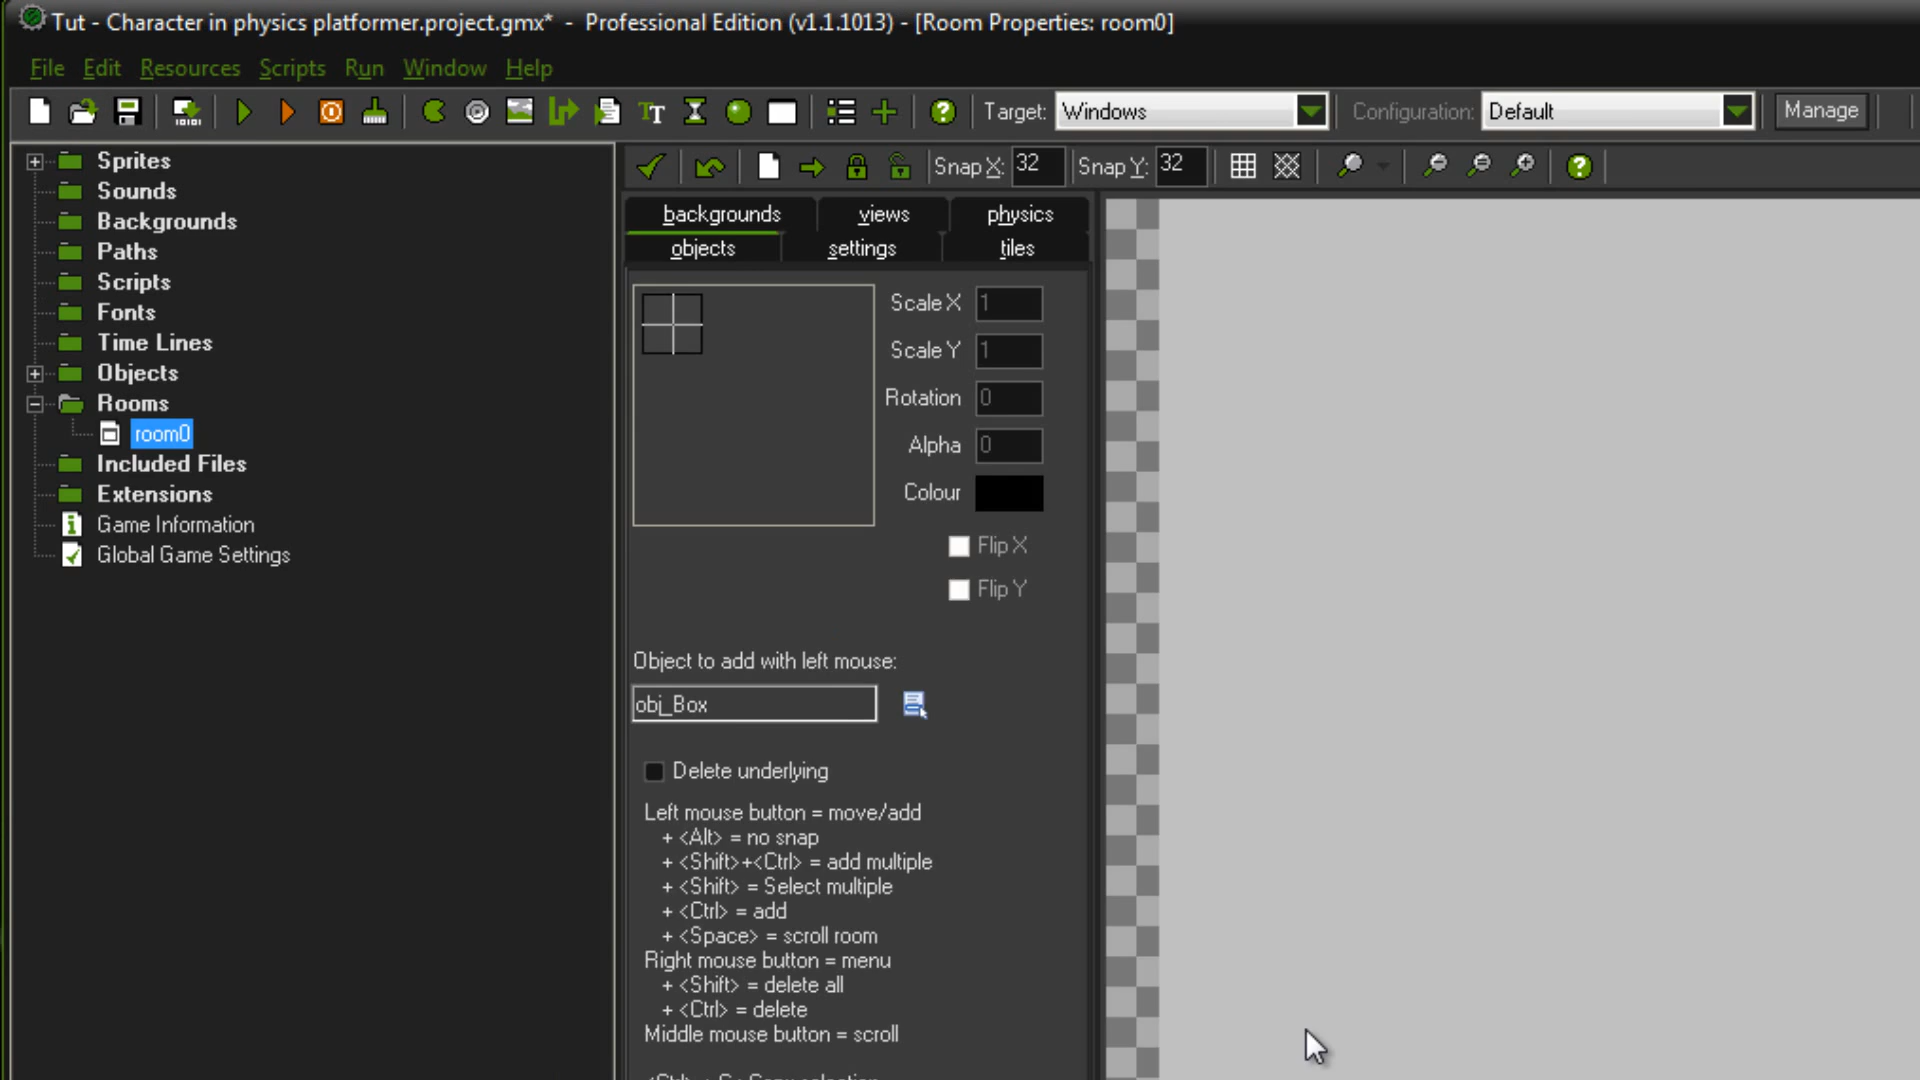 Tut - Character in physics platformer.project.gmx* - Professional Edition (v1.1.1013) - [Room Properties: room0]
File Edit Resources Scripts Run Window Help
Target: Windows Configuration: Default Manage
Snap X: 32 Snap Y: 32
Sprites
Sounds
Backgrounds
Paths
Scripts
Fonts
Time Lines
Objects
Rooms
room0
Included Files
Extensions
Game Information
Global Game Settings
backgrounds views physics
objects settings tiles
Scale X 1
Scale Y 1
Rotation 0
Alpha 0
Colour
Flip X
Flip Y
Object to add with left mouse:
obj_Box
Delete underlying
Left mouse button = move/add
+ <Alt> = no snap
+ <Shift>+<Ctrl> = add multiple
+ <Shift> = Select multiple
+ <Ctrl> = add
+ <Space> = scroll room
Right mouse button = menu
+ <Shift> = delete all
+ <Ctrl> = delete
Middle mouse button = scroll